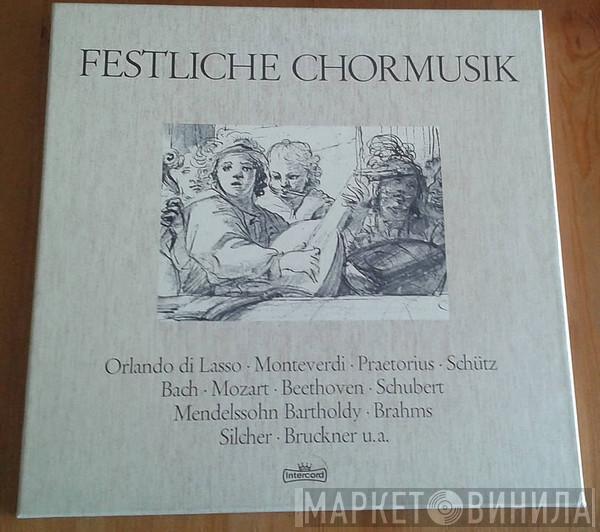 FESTLICHE CHORMUSIK
Orlando di Lasso · Monteverdi · Praetorius · Schütz
Bach · Mozart · Beethoven · Schubert
Mendelssohn Bartholdy · Brahms
Silcher · Bruckner u.a.
Intercord
МАРКЕТ ВИНИЛА